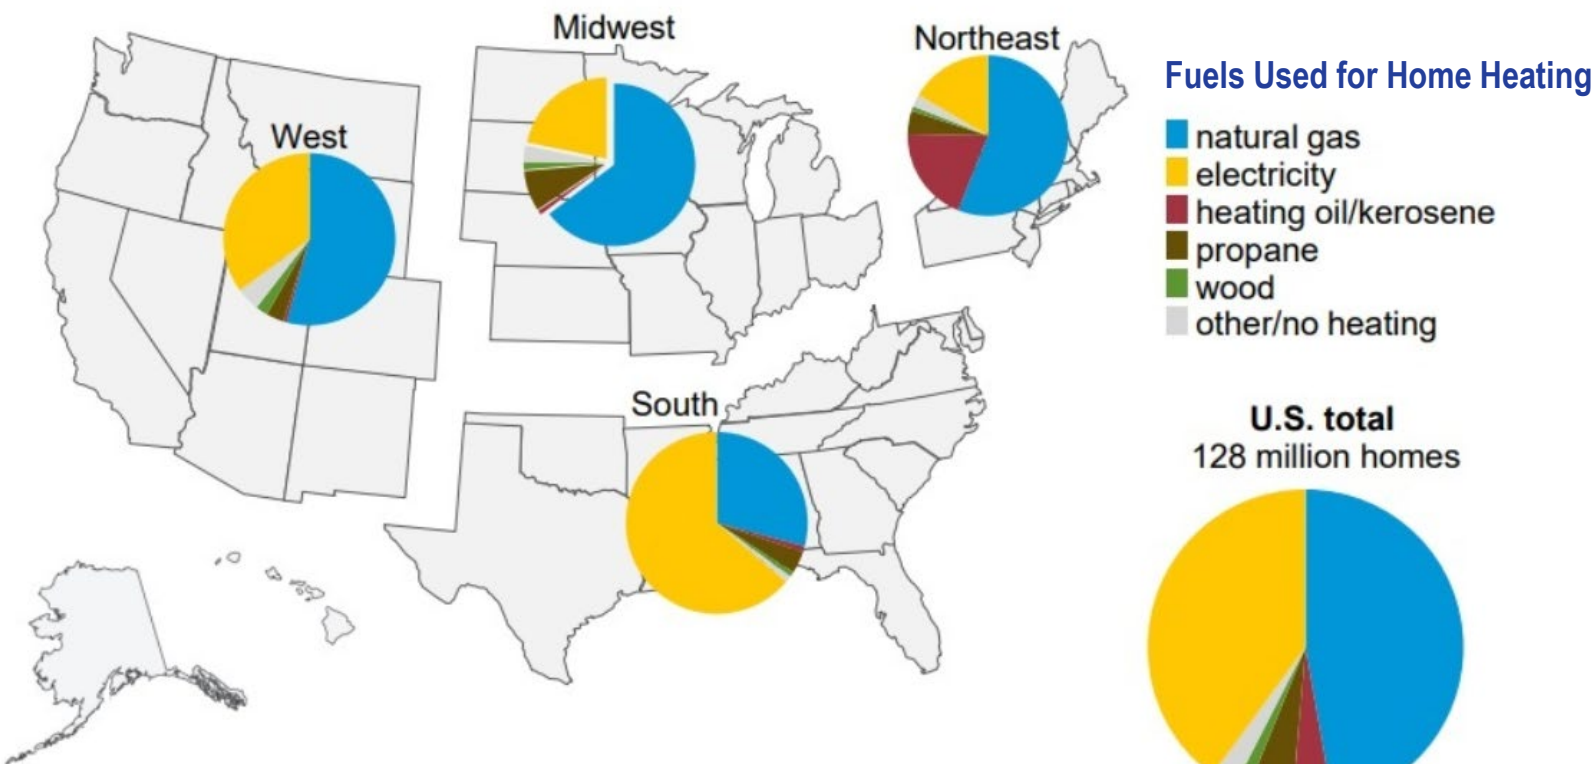 Midwest
Northeast
West
South
Fuels Used for Home Heating
natural gas
electricity
heating oil/kerosene
propane
wood
other/no heating
U.S. total
128 million homes